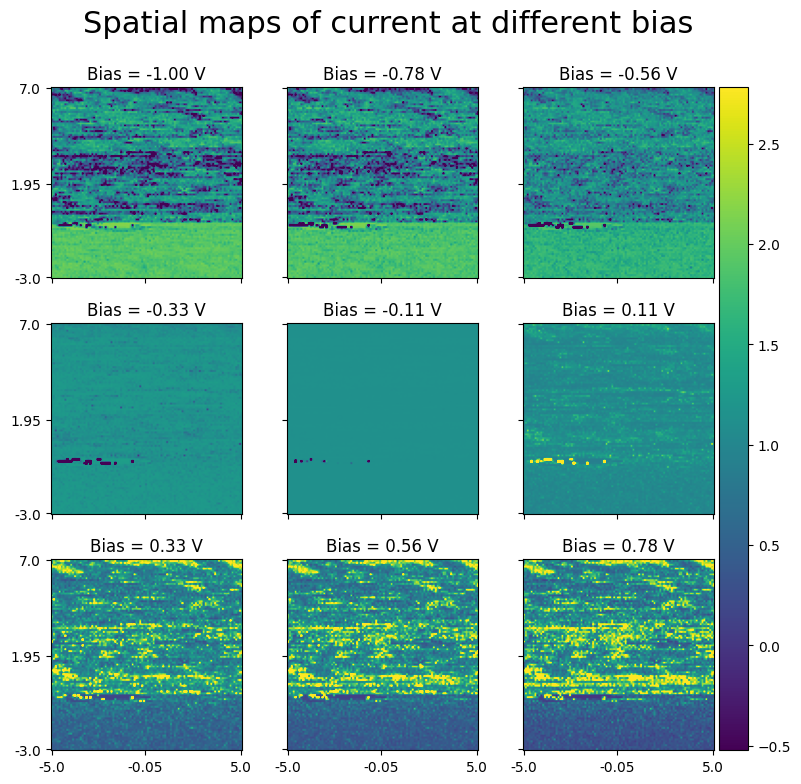 Spatial maps of current at different bias
Bias = -1.00 V
Bias = -0.78 V
Bias = -0.56 V
7.0
1.95
-3.0
2.5
2.0
1.5
1.0
0.5
0.0
−0.5
Bias = -0.33 V
Bias = -0.11 V
Bias = 0.11 V
7.0
1.95
-3.0
Bias = 0.33 V
Bias = 0.56 V
Bias = 0.78 V
7.0
1.95
-3.0
-5.0 -0.05 5.0
-5.0 -0.05 5.0
-5.0 -0.05 5.0